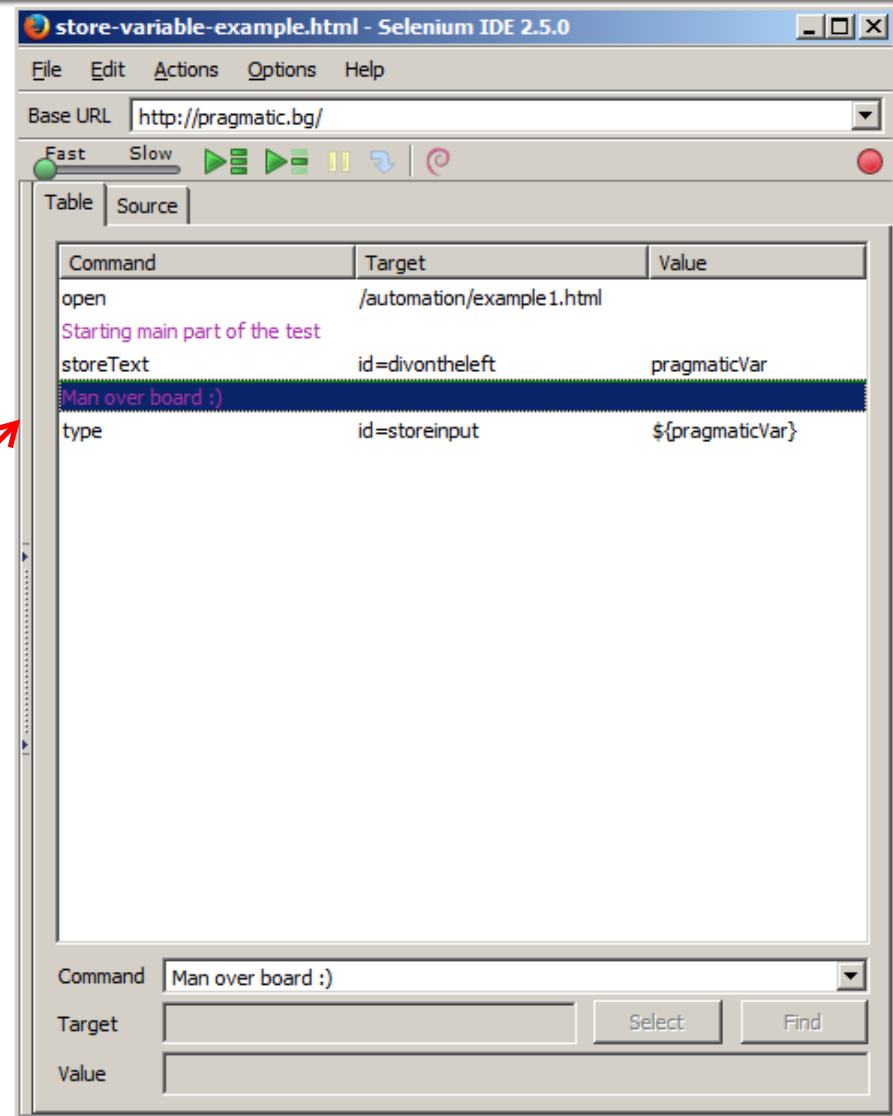 store-variable-example.html - Selenium IDE 2.5.0
File Edit Actions Options Help
Base URL http://pragmatic.bg/
Fast Slow
Table Source
Command Target Value
open /automation/example1.html
Starting main part of the test
storeText id=divontheleft pragmaticVar
Man over board :)
type id=storeinput ${pragmaticVar}
Command Man over board :)
Target Select Find
Value